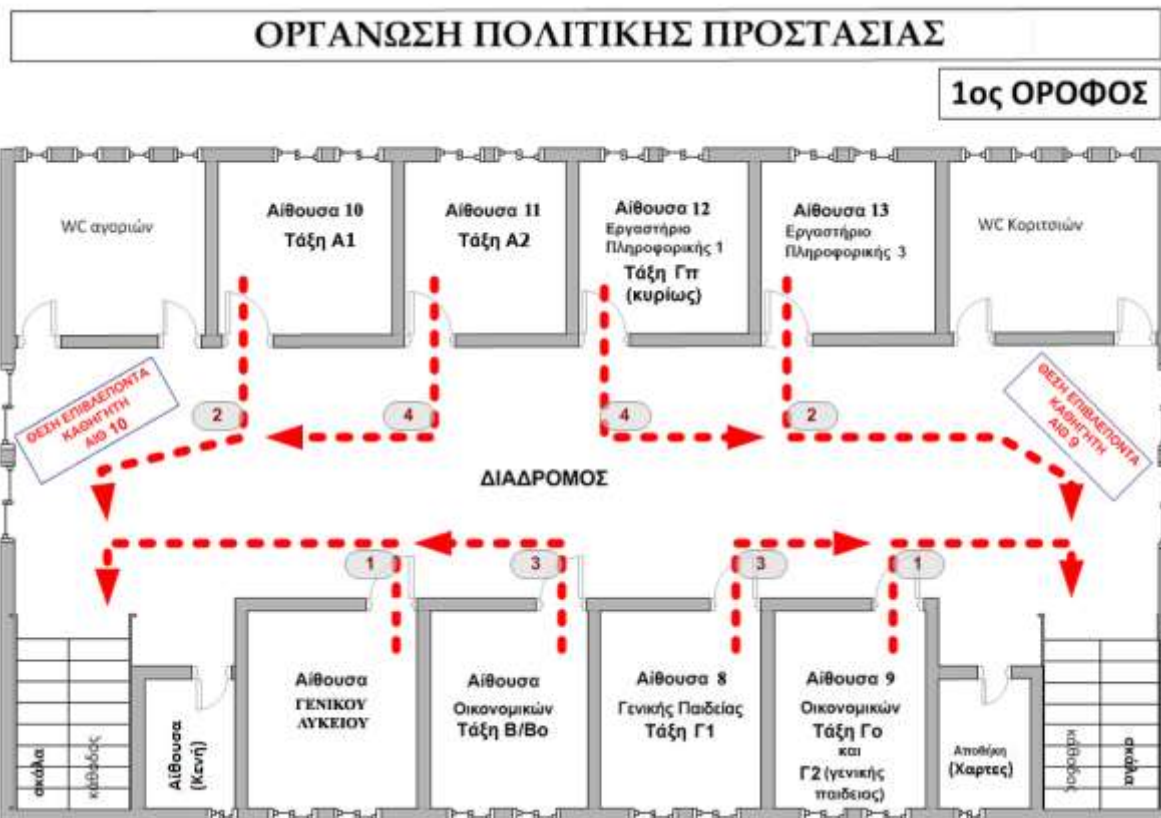 ΟΡΓΑΝΩΣΗ ΠΟΛΙΤΙΚΗΣ ΠΡΟΣΤΑΣΙΑΣ
1ος ΟΡΟΦΟΣ
WC αγοριών
Αίθουσα 10
Τάξη Α1
Αίθουσα 11
Τάξη Α2
Αίθουσα 12
Εργαστήριο
Πληροφορικής 1
Τάξη Γπ
(κυρίως)
Αίθουσα 13
Εργαστήριο
Πληροφορικής 3
WC Κοριτσιών
ΘΕΣΗ ΕΠΙΒΛΕΠΟΝΤΑ
ΚΑΘΗΓΗΤΗ
ΑΙΘ 10
2
4
4
2
ΘΕΣΗ ΕΠΙΒΛΕΠΟΝΤΑ
ΚΑΘΗΓΗΤΗ
ΑΙΘ 9
ΔΙΑΔΡΟΜΟΣ
1
3
3
1
σκάλα
κάθοδος
Αίθουσα
(Κενή)
Αίθουσα
ΓΕΝΙΚΟΥ
ΛΥΚΕΙΟΥ
Αίθουσα
Οικονομικών
Τάξη Β/Βο
Αίθουσα 8
Γενικής Παιδείας
Τάξη Γ1
Αίθουσα 9
Οικονομικών
Τάξη Γο
και
Γ2 (γενικής
παιδειας)
Αποθήκη
(Χαρτες)
κάθοδος
σκάλα